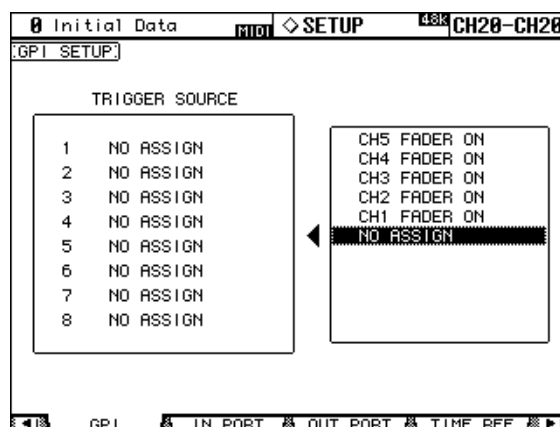 0 Initial Data MIDI ◇SETUP 48K CH20-CH20
GPI SETUP
TRIGGER SOURCE
1 NO ASSIGN
2 NO ASSIGN
3 NO ASSIGN
4 NO ASSIGN
5 NO ASSIGN
6 NO ASSIGN
7 NO ASSIGN
8 NO ASSIGN
CH5 FADER ON
CH4 FADER ON
CH3 FADER ON
CH2 FADER ON
CH1 FADER ON
NO ASSIGN
GPI IN PORT OUT PORT TIME REF